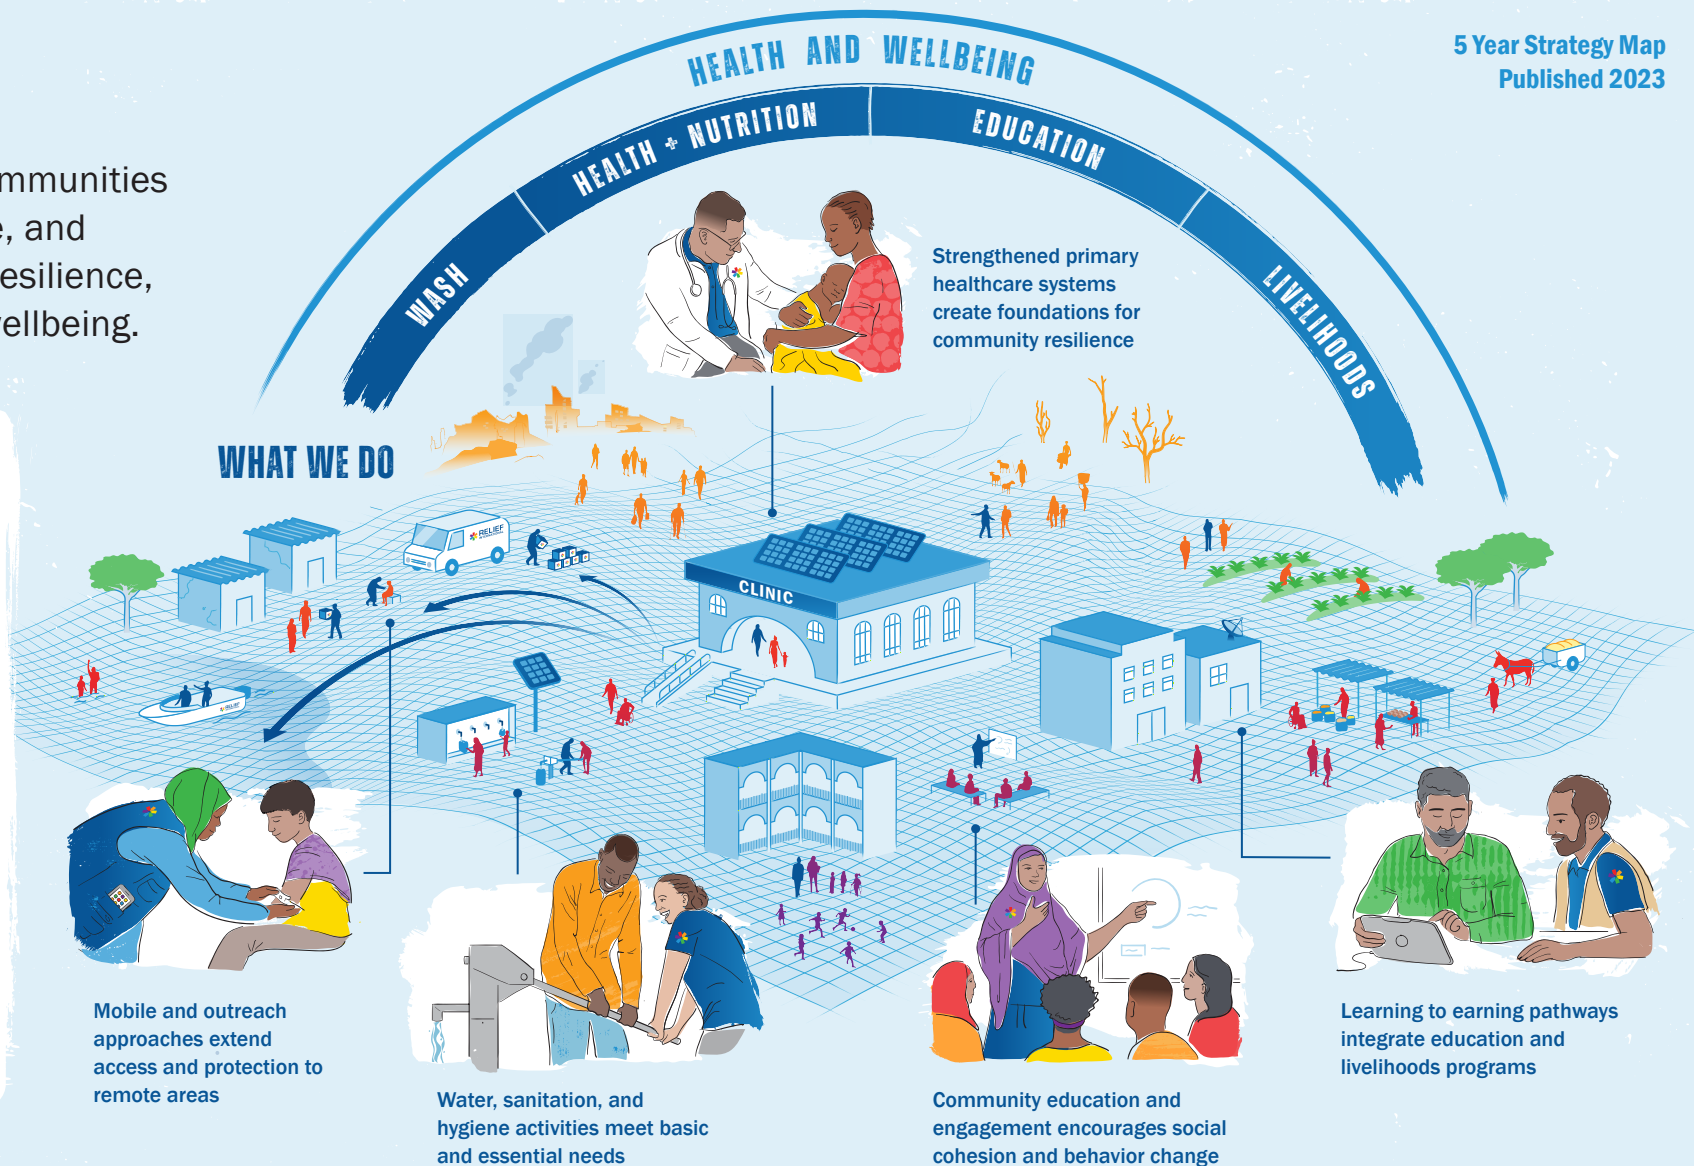 5 Year Strategy Map
Published 2023
HEALTH AND WELLBEING
WASH
HEALTH + NUTRITION
EDUCATION
LIVELIHOODS
mmunities
, and
esilience,
ellbeing.
Strengthened primary
healthcare systems
create foundations for
community resilience
WHAT WE DO
RELIEF
CLINIC
RELIEF
Mobile and outreach
approaches extend
access and protection to
remote areas
Water, sanitation, and
hygiene activities meet basic
and essential needs
Community education and
engagement encourages social
cohesion and behavior change
Learning to earning pathways
integrate education and
livelihoods programs